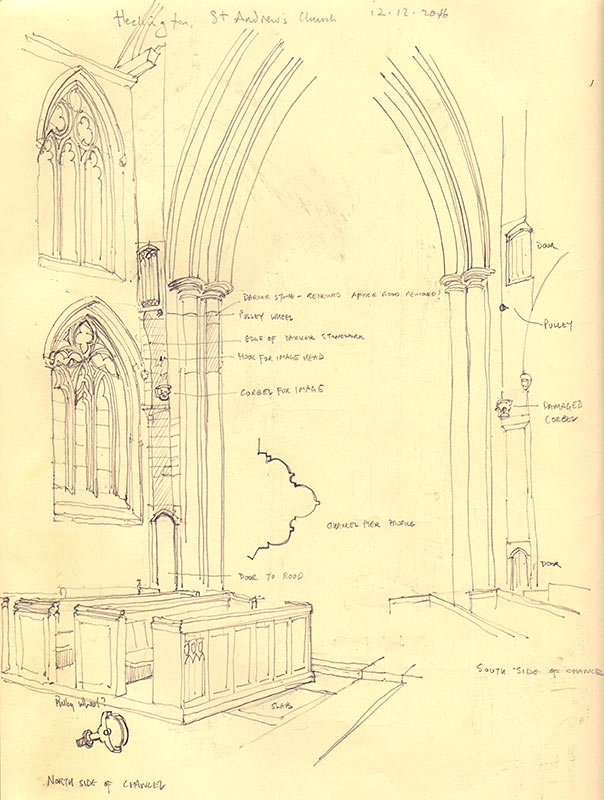 Heckington, St Andrew's Church 12.12.2016
DOOR
DARKER STONE - RENEWED AFTER ROOD REMOVED?
PULLEY WHEEL
PULLEY
EDGE OF DARKER STONEWORK
HOOK FOR IMAGE HEAD
CORBEL FOR IMAGE
DAMAGED
CORBEL
CHANCEL PIER PROFILE
DOOR
DOOR TO ROOD
SOUTH SIDE OF CHANCE
SLAB
Pulley Wheel?
NORTH SIDE OF CHANCEL